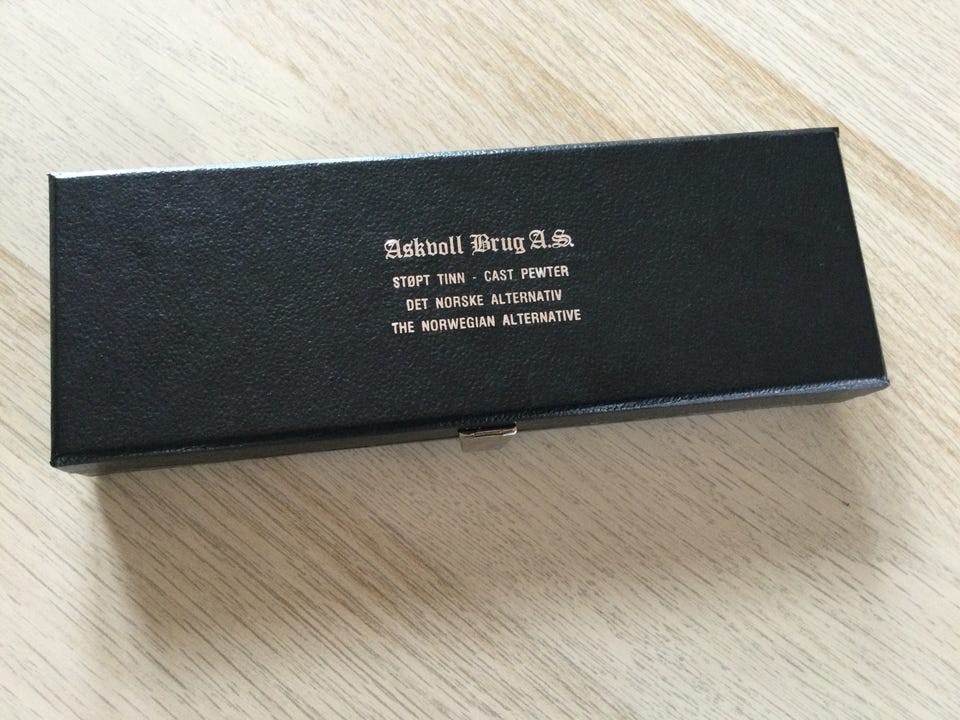 Askvoll Brug A.S.
STØPT TINN - CAST PEWTER
DET NORSKE ALTERNATIV
THE NORWEGIAN ALTERNATIVE